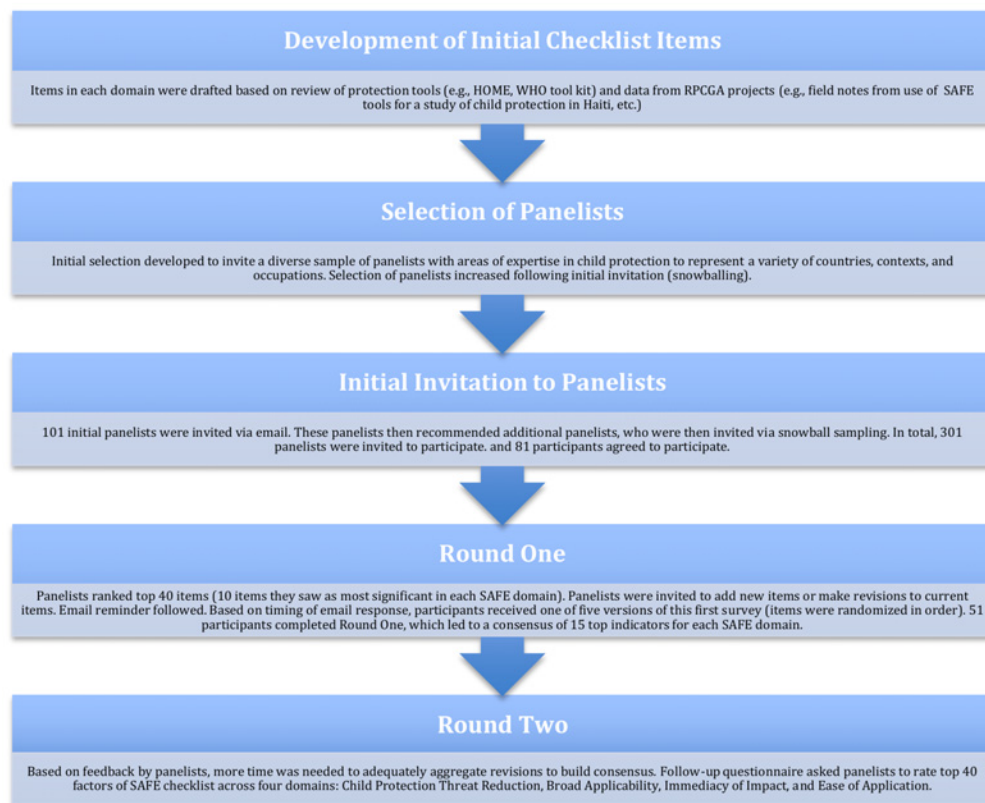 Development of Initial Checklist Items
Items in each domain were drafted based on review of protection tools (e.g., HOME, WHO tool kit) and data from RPCGA projects (e.g., field notes from use of SAFE
tools for a study of child protection in Haiti, etc.)
Selection of Panelists
Initial selection developed to invite a diverse sample of panelists with areas of expertise in child protection to represent a variety of countries, contexts, and
occupations. Selection of panelists increased following initial invitation (snowballing).
Initial Invitation to Panelists
101 initial panelists were invited via email. These panelists then recommended additional panelists, who were then invited via snowball sampling. In total, 301
panelists were invited to participate. and 81 participants agreed to participate.
Round One
Panelists ranked top 40 items (10 items they saw as most significant in each SAFE domain). Panelists were invited to add new items or make revisions to current
items. Email reminder followed. Based on timing of email response, participants received one of five versions of this first survey (items were randomized in order). 51
participants completed Round One, which led to a consensus of 15 top indicators for each SAFE domain.
Round Two
Based on feedback by panelists, more time was needed to adequately aggregate revisions to build consensus. Follow-up questionnaire asked panelists to rate top 40
factors of SAFE checklist across four domains: Child Protection Threat Reduction, Broad Applicability, Immediacy of Impact, and Ease of Application.